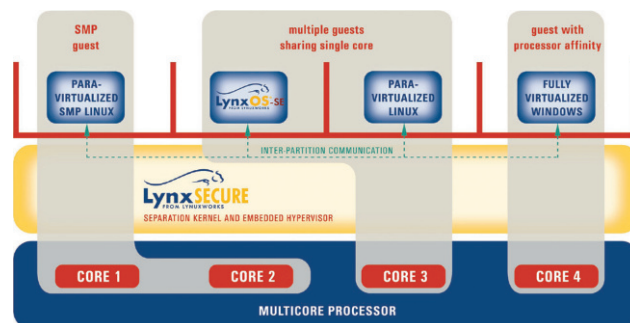 SMP
guest
multiple guests
sharing single core
guest with
processor affinity
PARA-
VIRTUALIZED
SMP LINUX
LynxOS-SE
FROM LYNUXWORKS
PARA-
VIRTUALIZED
LINUX
FULLY
VIRTUALIZED
WINDOWS
INTER-PARTITION COMMUNICATION
LynxSECURE
FROM LYNUXWORKS
SEPARATION KERNEL AND EMBEDDED HYPERVISOR
CORE 1
CORE 2
CORE 3
CORE 4
MULTICORE PROCESSOR